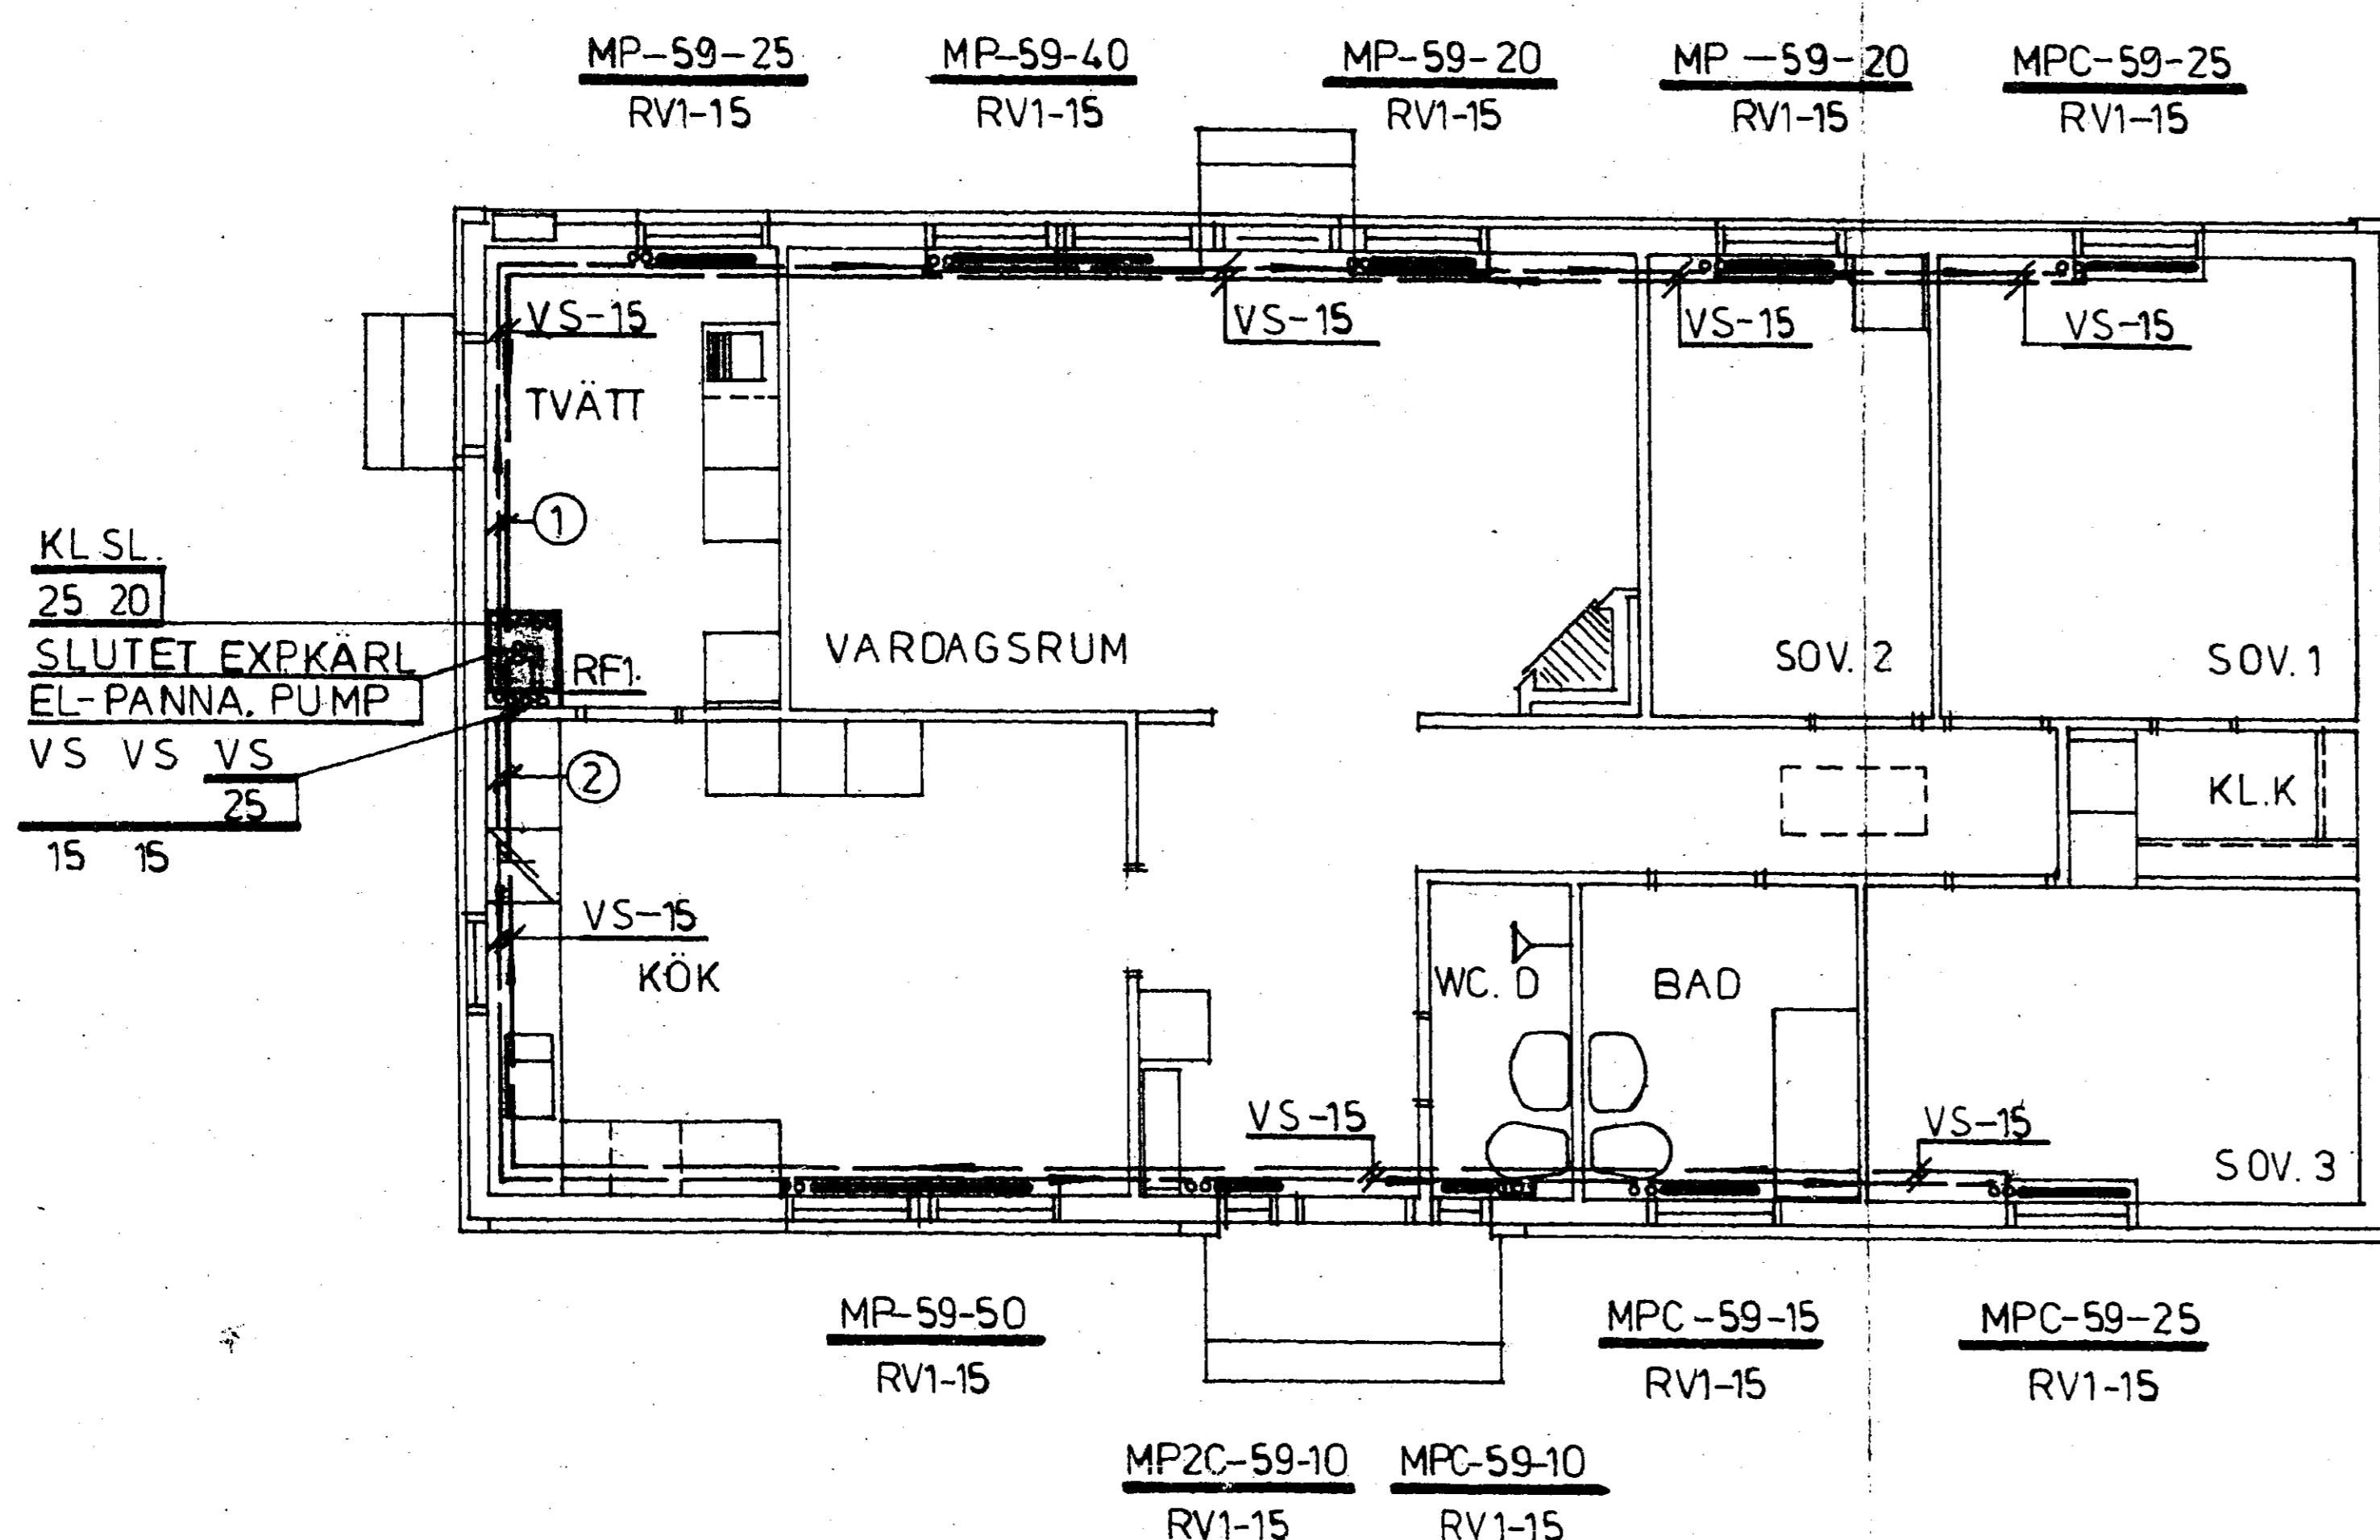 MP-59-25
RV1-15
MP-59-40
RV1-15
MP-59-20
RV1-15
MP-59-20
RV1-15
MPC-59-25
RV1-15
VS-15
VS-15
VS-15
VS-15
TVÄTT
1
KL SL.
25 20
SLUTET EXPKÄRL
EL-PANNA. PUMP
RF1.
VS VS VS
25
15 15
VARDAGSRUM
SOV. 2
SOV. 1
2
KL.K
VS-15
KÖK
WC. D
BAD
VS-15
VS-15
SOV. 3
MP-59-50
RV1-15
MPC-59-15
RV1-15
MPC-59-25
RV1-15
MP2C-59-10
RV1-15
MPC-59-10
RV1-15